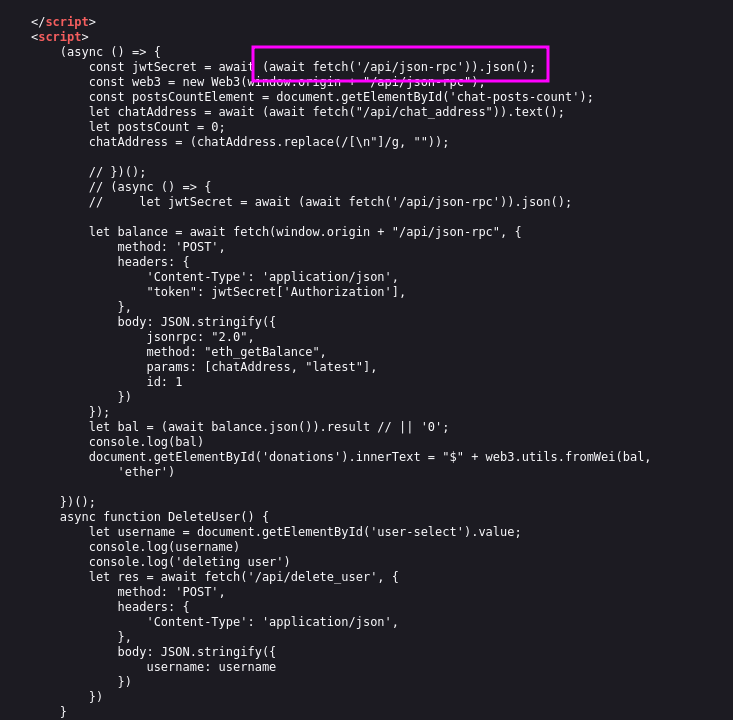 </script>
<script>
    (async () => {
        const jwtSecret = await (await fetch('/api/json-rpc')).json();
        const web3 = new Web3(window.origin + "/api/json-rpc");
        const postsCountElement = document.getElementById('chat-posts-count');
        let chatAddress = await (await fetch("/api/chat_address")).text();
        let postsCount = 0;
        chatAddress = (chatAddress.replace(/[\n"]/g, ""));

        // })();
        // (async () => {
        //     let jwtSecret = await (await fetch('/api/json-rpc')).json();

        let balance = await fetch(window.origin + "/api/json-rpc", {
            method: 'POST',
            headers: {
                'Content-Type': 'application/json',
                "token": jwtSecret['Authorization'],
            },
            body: JSON.stringify({
                jsonrpc: "2.0",
                method: "eth_getBalance",
                params: [chatAddress, "latest"],
                id: 1
            })
        });
        let bal = (await balance.json()).result // || '0';
        console.log(bal)
        document.getElementById('donations').innerText = "$" + web3.utils.fromWei(bal,
            'ether')

    })();
    async function DeleteUser() {
        let username = document.getElementById('user-select').value;
        console.log(username)
        console.log('deleting user')
        let res = await fetch('/api/delete_user', {
            method: 'POST',
            headers: {
                'Content-Type': 'application/json',
            },
            body: JSON.stringify({
                username: username
            })
        })
    }